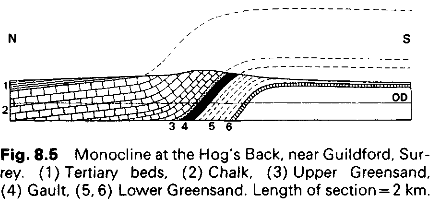 N S
1
2
OD
3 4 5 6
Fig. 8.5 Monocline at the Hog's Back, near Guildford, Sur-
rey. (1) Tertiary beds, (2) Chalk, (3) Upper Greensand,
(4) Gault, (5, 6) Lower Greensand. Length of section = 2 km.